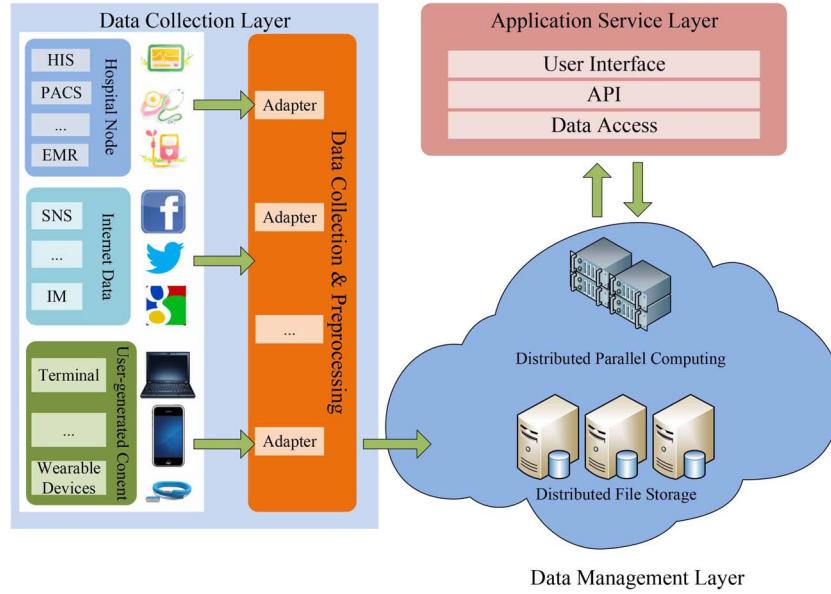 Data Collection Layer
HIS
PACS
...
EMR
Hospital Node
SNS
...
IM
Internet Data
Terminal
...
Wearable
Devices
User-generated Conent
f
Adapter
Adapter
...
Adapter
Data Collection & Preprocessing
Application Service Layer
User Interface
API
Data Access
Distributed Parallel Computing
Distributed File Storage
Data Management Layer